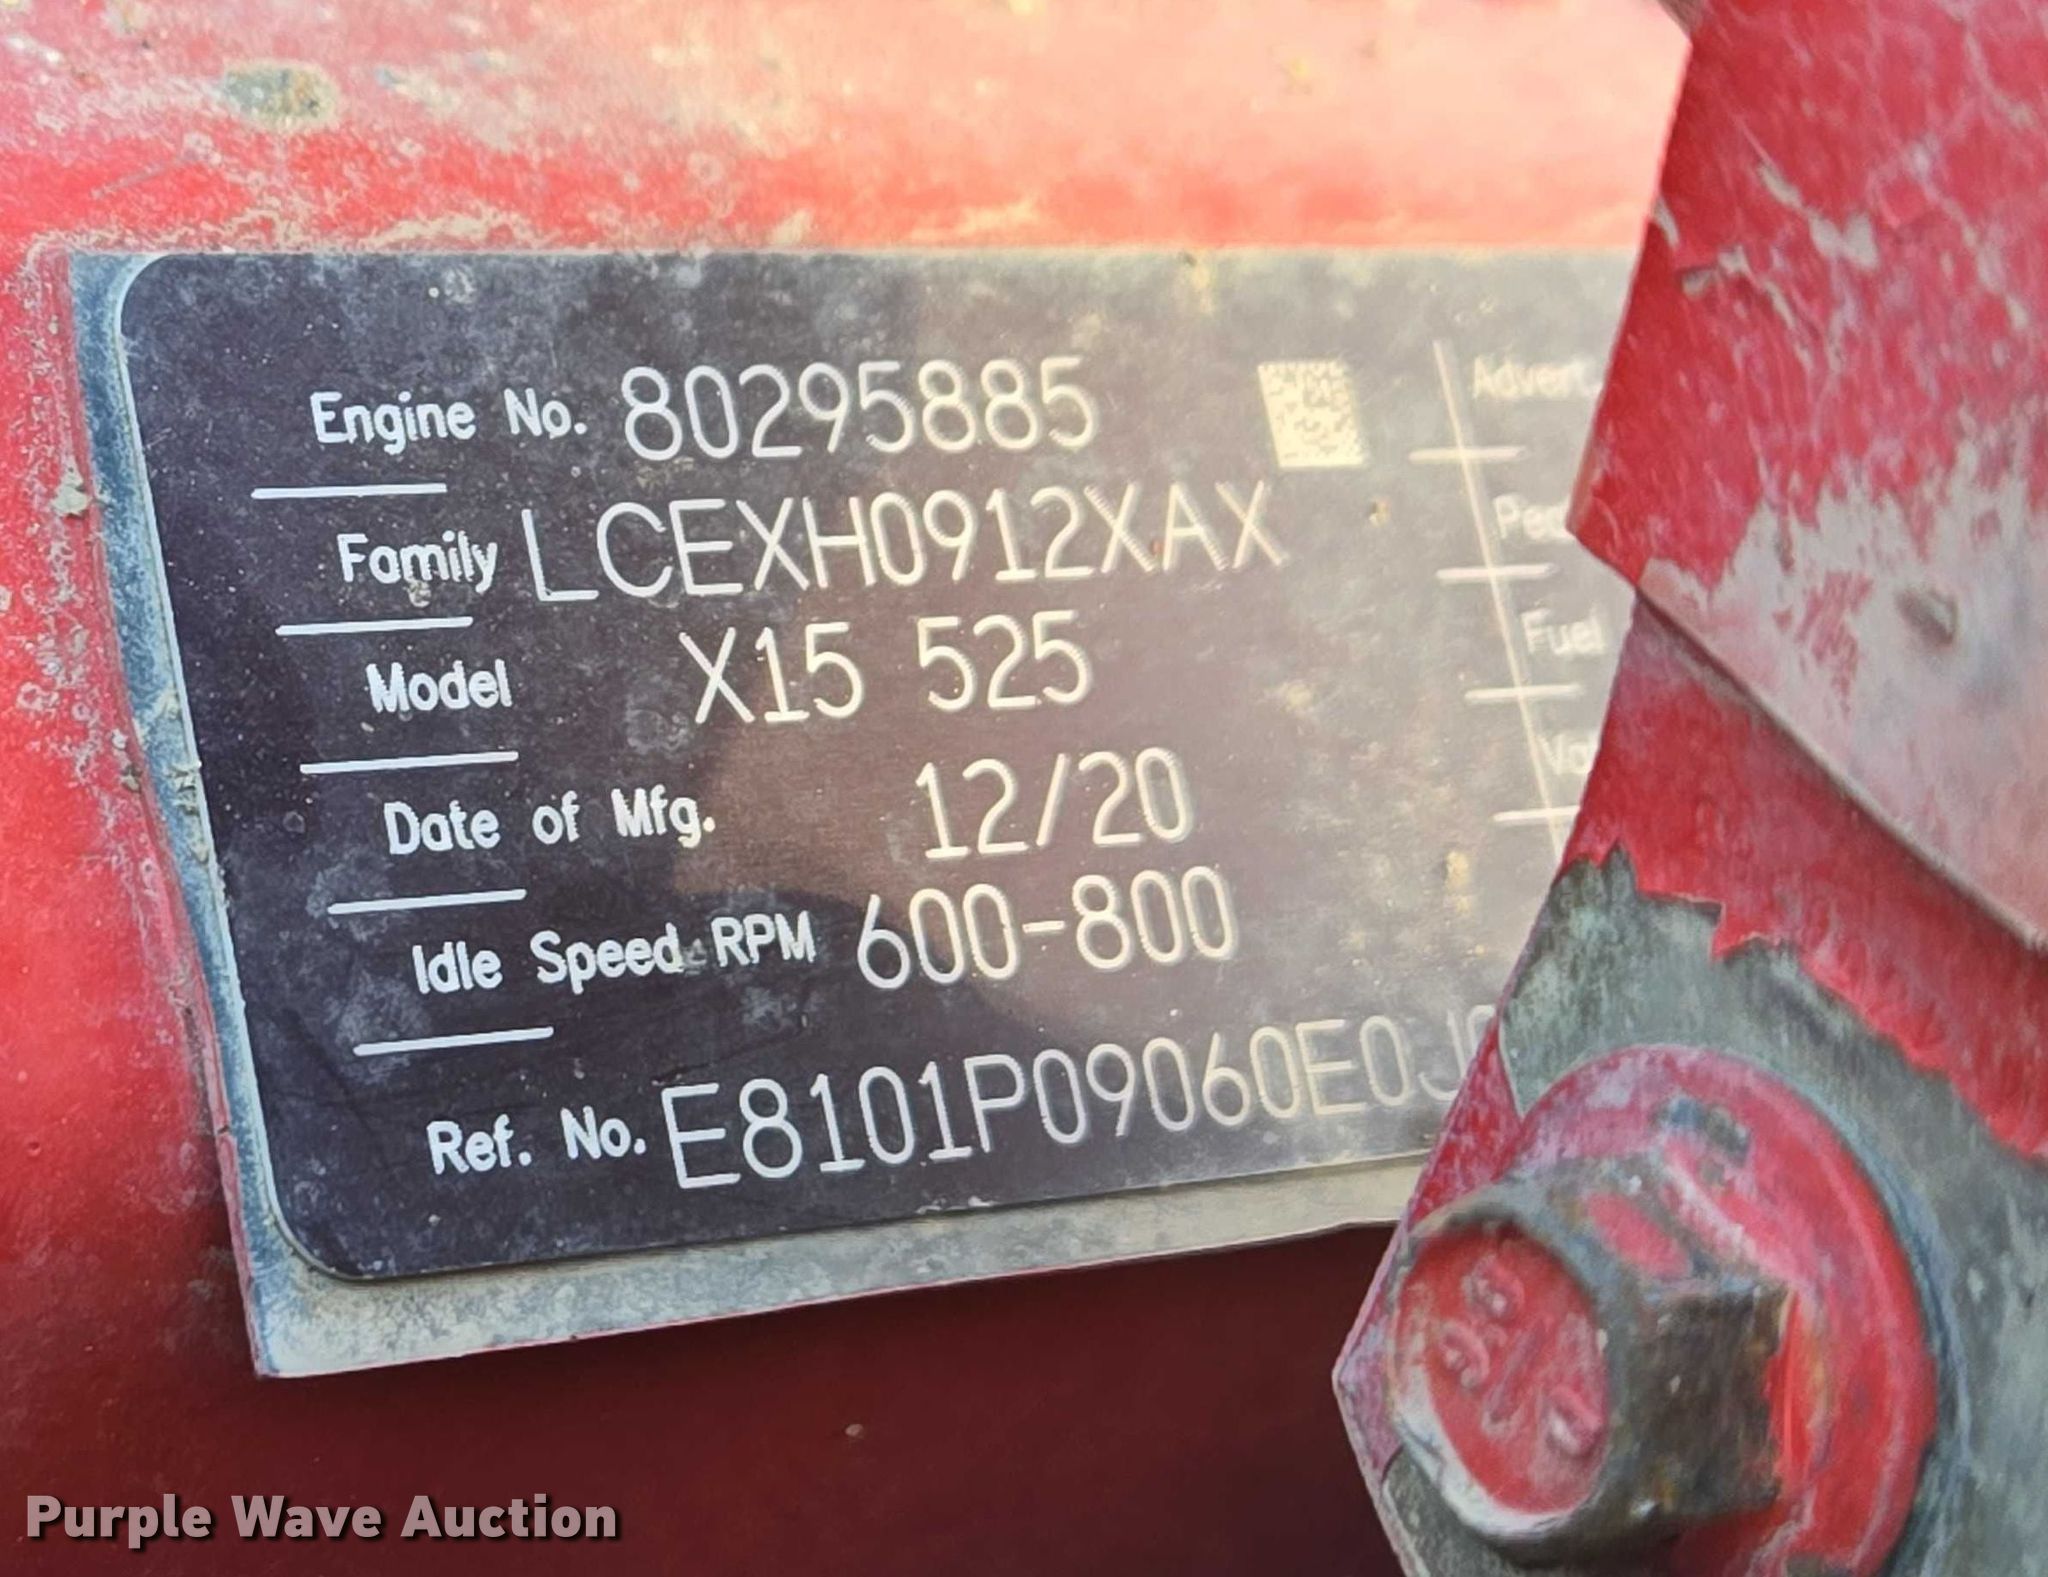 Engine No. 80295885
Family LCEXH0912XAX
Model X15 525
Date of Mfg. 12/20
Idle Speed RPM 600-800
Ref. No. E8101P09060E0J
Advert.
Fuel
Purple Wave Auction